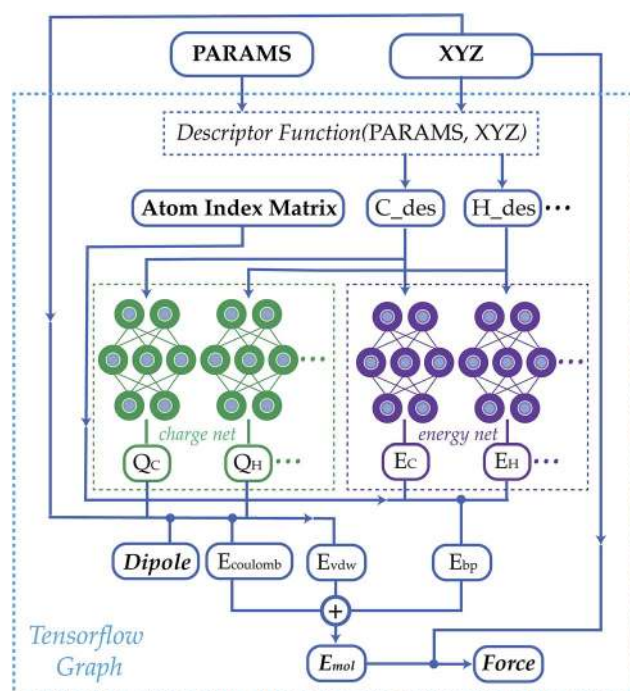 PARAMS
XYZ
Descriptor Function(PARAMS, XYZ)
Atom Index Matrix
C_des
H_des
...
...
...
charge net
energy net
QC
QH
...
EC
EH
...
Dipole
Ecoulomb
Evdw
Ebp
+
Tensorflow
Graph
Emol
Force